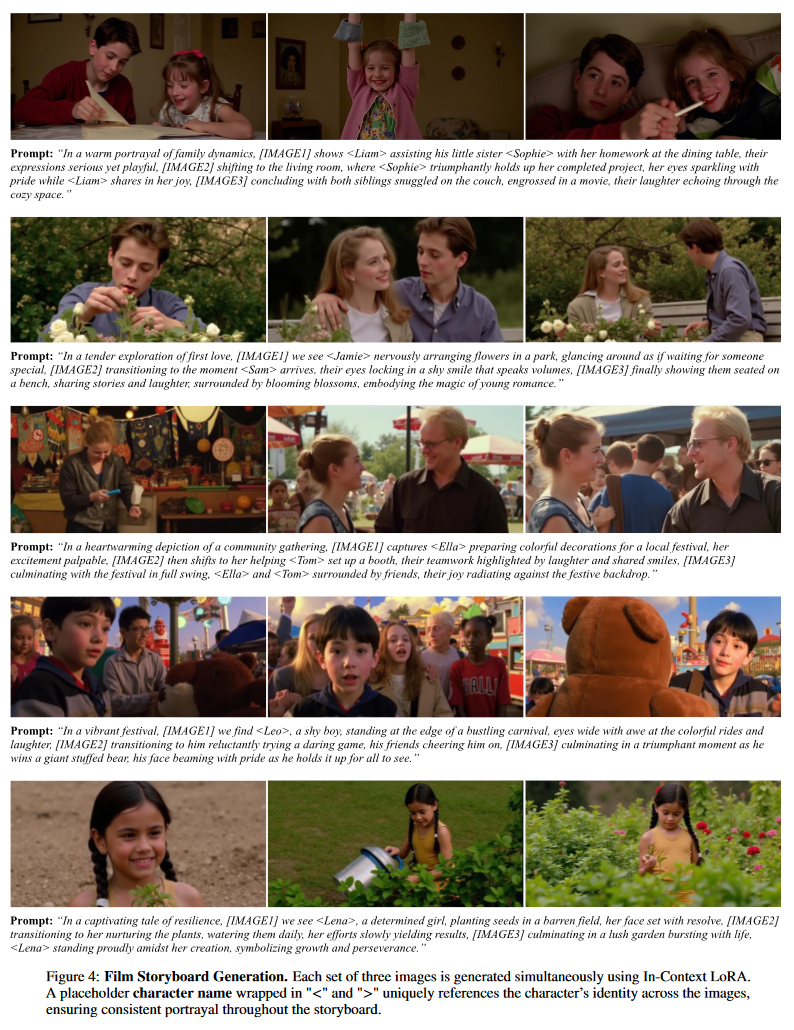 Prompt: “In a warm portrayal of family dynamics, [IMAGE1] shows <Liam> assisting his little sister <Sophie> with her homework at the dining table, their
expressions serious yet playful, [IMAGE2] shifting to the living room, where <Sophie> triumphantly holds up her completed project, her eyes sparkling with
pride while <Liam> shares in her joy, [IMAGE3] concluding with both siblings snuggled on the couch, engrossed in a movie, their laughter echoing through the
cozy space.”
Prompt: “In a tender exploration of first love, [IMAGE1] we see <Jamie> nervously arranging flowers in a park, glancing around as if waiting for someone
special, [IMAGE2] transitioning to the moment <Sam> arrives, their eyes locking in a shy smile that speaks volumes, [IMAGE3] finally showing them seated on
a bench, sharing stories and laughter, surrounded by blooming blossoms, embodying the magic of young romance.”
Prompt: “In a heartwarming depiction of a community gathering, [IMAGE1] captures <Ella> preparing colorful decorations for a local festival, her
excitement palpable, [IMAGE2] then shifts to her helping <Tom> set up a booth, their teamwork highlighted by laughter and shared smiles, [IMAGE3]
culminating with the festival in full swing, <Ella> and <Tom> surrounded by friends, their joy radiating against the festive backdrop.”
BALL
Prompt: “In a vibrant festival, [IMAGE1] we find <Leo>, a shy boy, standing at the edge of a bustling carnival, eyes wide with awe at the colorful rides and
laughter, [IMAGE2] transitioning to him reluctantly trying a daring game, his friends cheering him on, [IMAGE3] culminating in a triumphant moment as he
wins a giant stuffed bear, his face beaming with pride as he holds it up for all to see.”
Prompt: “In a captivating tale of resilience, [IMAGE1] we see <Lena>, a determined girl, planting seeds in a barren field, her face set with resolve, [IMAGE2]
transitioning to her nurturing the plants, watering them daily, her efforts slowly yielding results, [IMAGE3] culminating in a lush garden bursting with life,
<Lena> standing proudly amidst her creation, symbolizing growth and perseverance.”
Figure 4: Film Storyboard Generation. Each set of three images is generated simultaneously using In-Context LoRA.
A placeholder character name wrapped in "<" and ">" uniquely references the character’s identity across the images,
ensuring consistent portrayal throughout the storyboard.